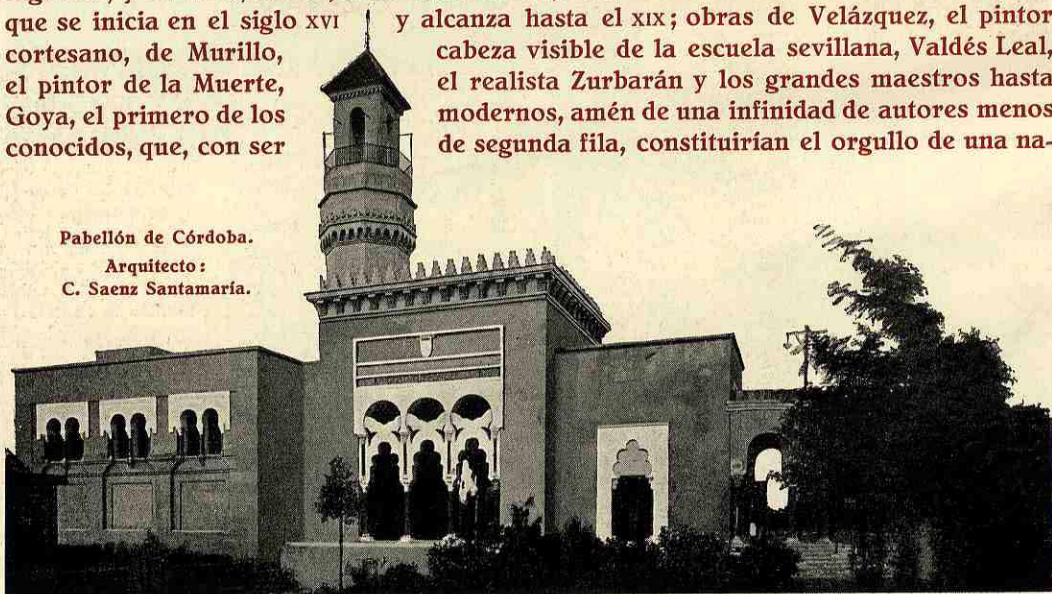 que se inicia en el siglo XVI y alcanza hasta el XIX; obras de Velázquez, el pintor
cortesano, de Murillo, cabeza visible de la escuela sevillana, Valdés Leal,
el pintor de la Muerte, el realista Zurbarán y los grandes maestros hasta
Goya, el primero de los modernos, amén de una infinidad de autores menos
conocidos, que, con ser de segunda fila, constituirían el orgullo de una na-
Pabellón de Córdoba.
Arquitecto:
C. Saenz Santamaría.